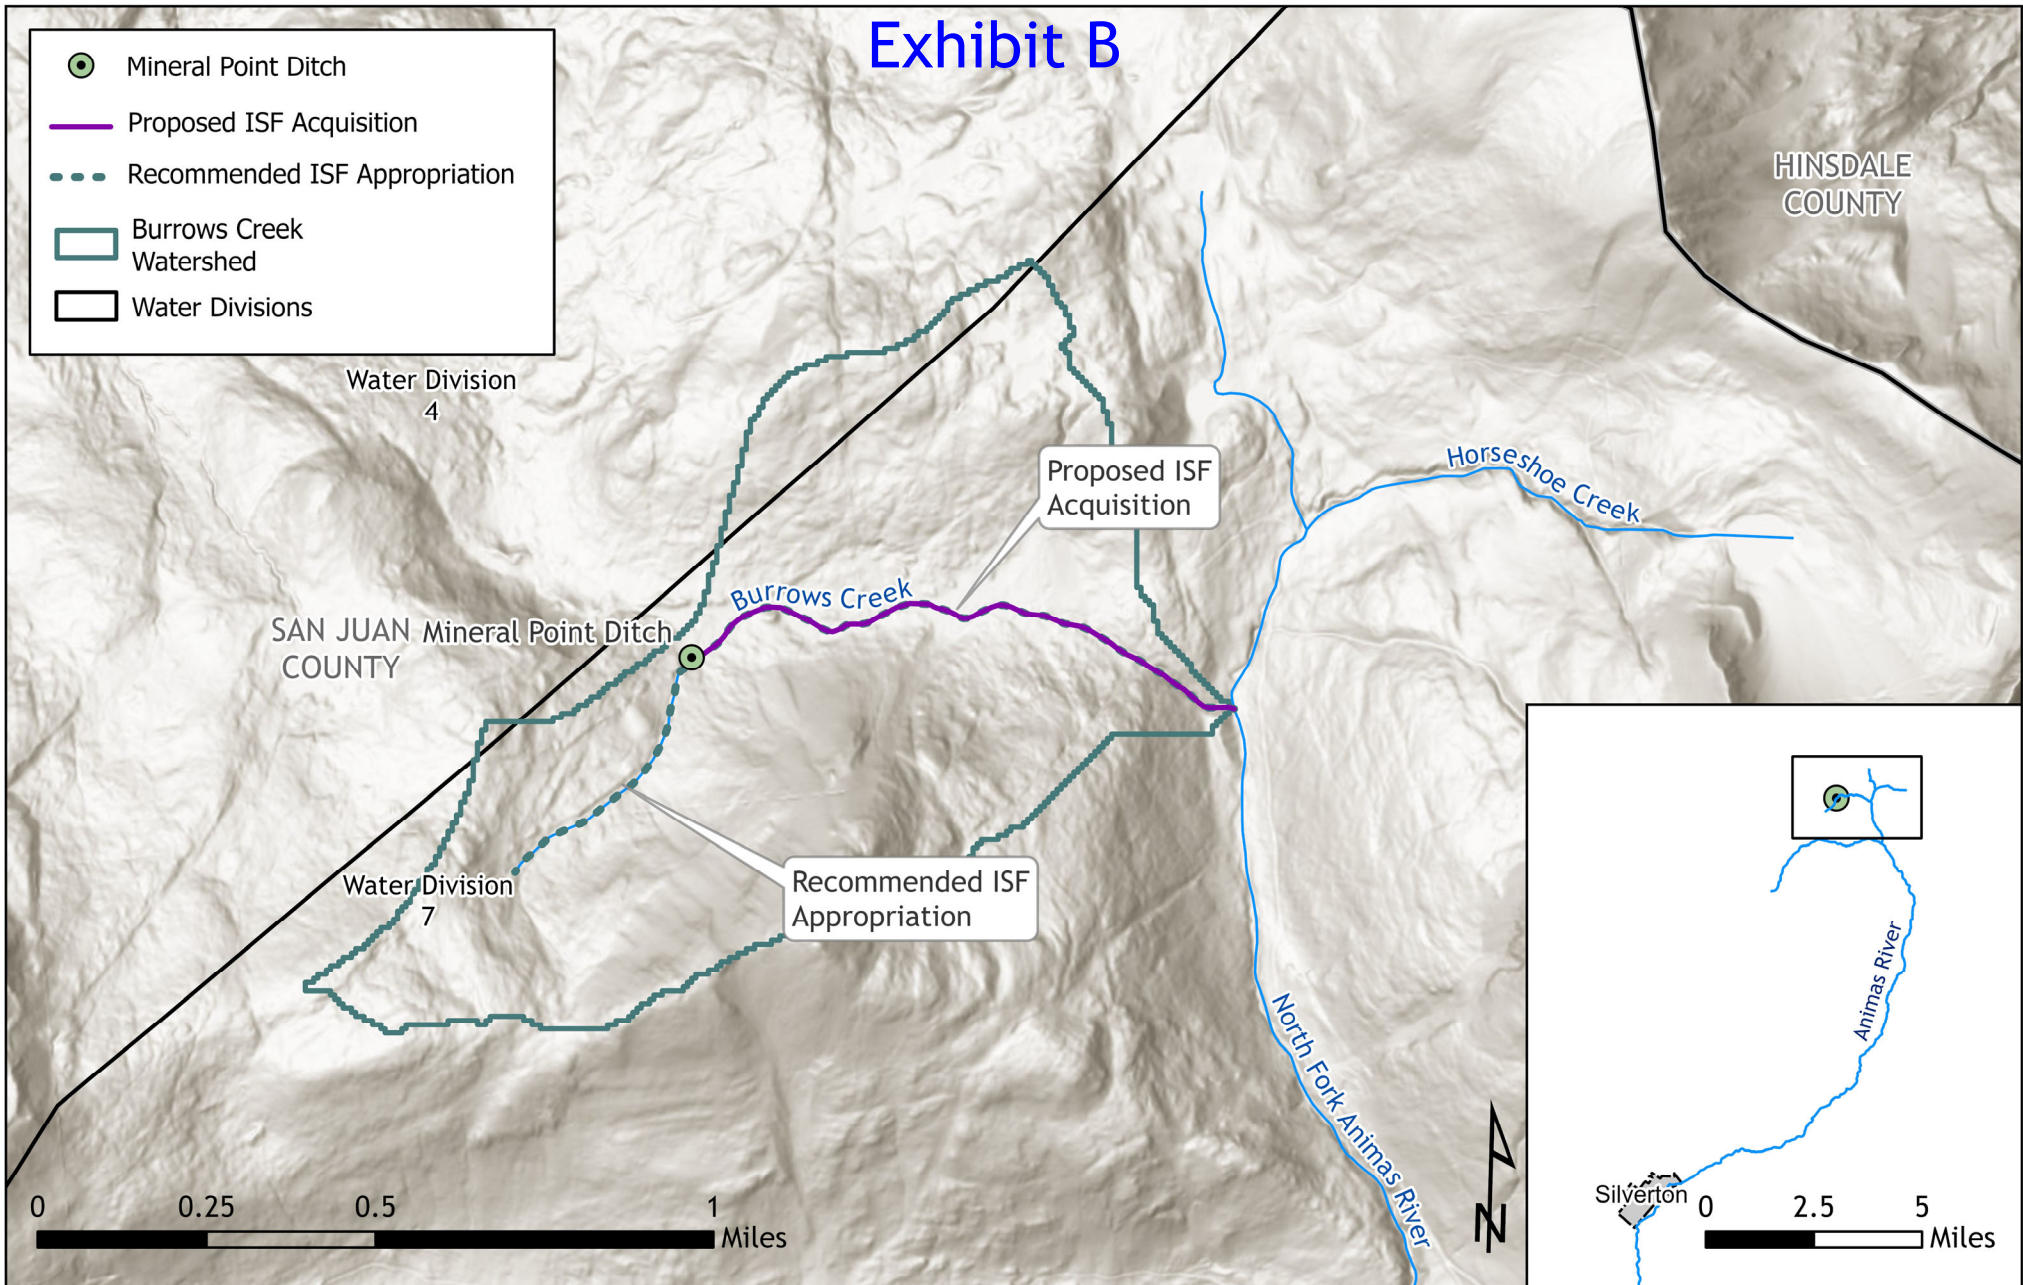 Exhibit B
Mineral Point Ditch
Proposed ISF Acquisition
Recommended ISF Appropriation
Burrows Creek
Watershed
Water Divisions
HINSDALE
COUNTY
Water Division
4
Proposed ISF
Acquisition
Horseshoe Creek
Burrows Creek
SAN JUAN
COUNTY
Mineral Point Ditch
Recommended ISF
Appropriation
Water Division
7
North Fork Animas River
0 0.25 0.5 1
Miles
N
Animas River
Silverton
0 2.5 5
Miles